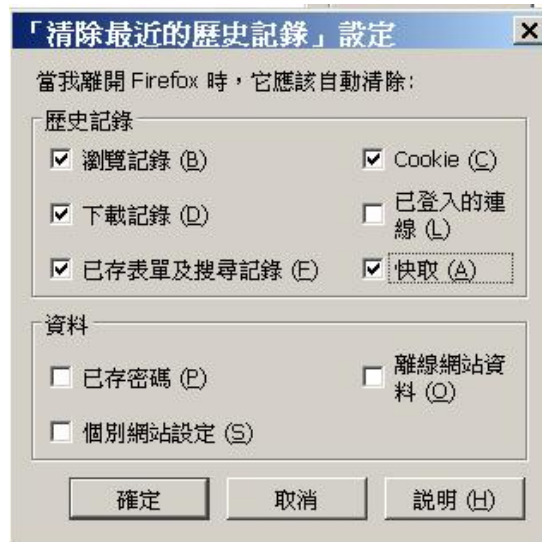 「清除最近的歷史記錄」設定
當我離開 Firefox 時，它應該自動清除：
歷史記錄
瀏覽記錄 (B)
Cookie (C)
下載記錄 (D)
已登入的連
線 (L)
已存表單及搜尋記錄 (F)
快取 (A)
資料
已存密碼 (P)
離線網站資
料 (O)
個別網站設定 (S)
確定
取消
說明 (H)